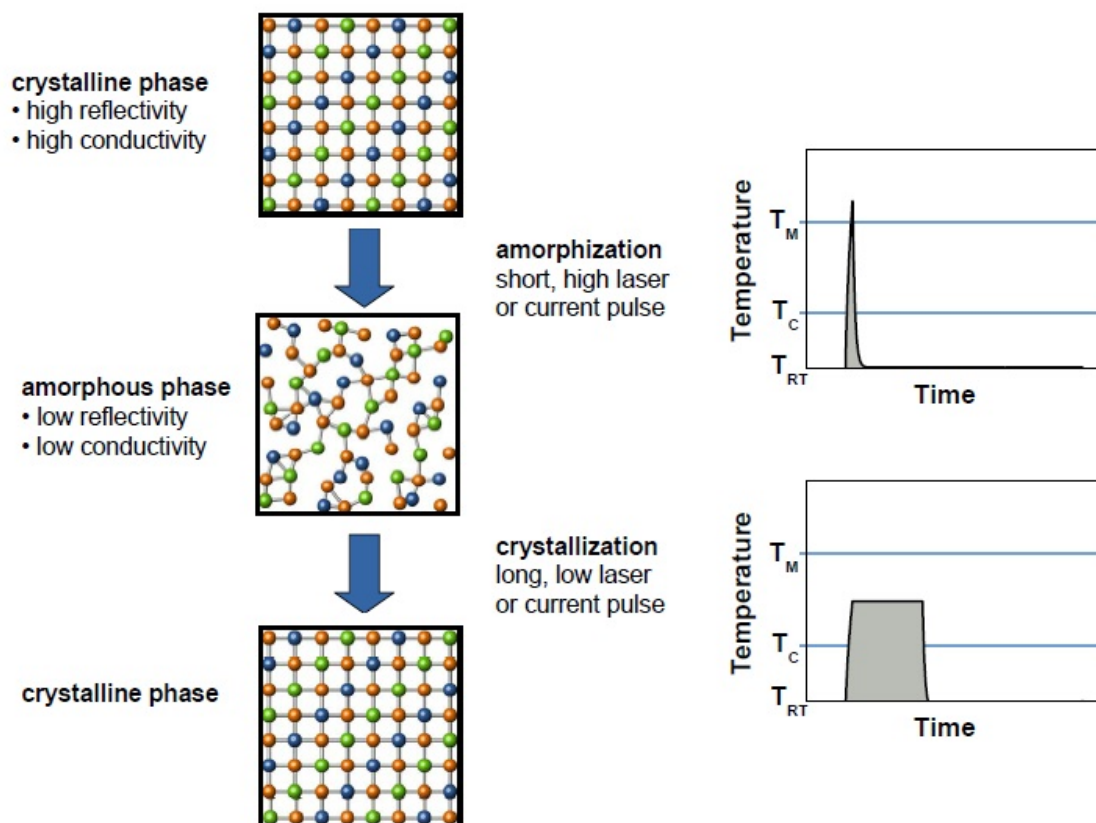 crystalline phase
• high reflectivity
• high conductivity
amorphization
short, high laser
or current pulse
Temperature
T_M
T_C
T_RT
Time
amorphous phase
• low reflectivity
• low conductivity
crystallization
long, low laser
or current pulse
Temperature
T_M
T_C
T_RT
Time
crystalline phase